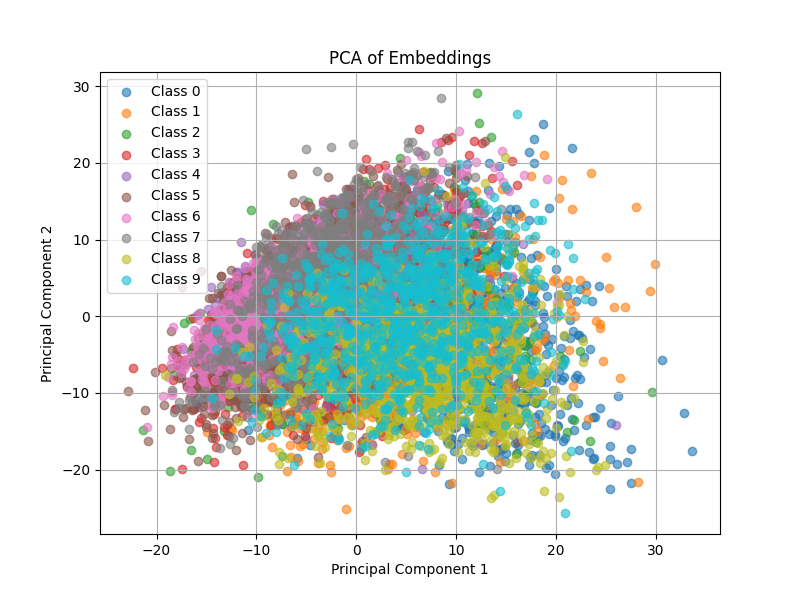 PCA of Embeddings
Class 0
Class 1
Class 2
Class 3
Class 4
Class 5
Class 6
Class 7
Class 8
Class 9
30
20
10
0
−10
−20
Principal Component 2
−20 −10 0 10 20 30
Principal Component 1